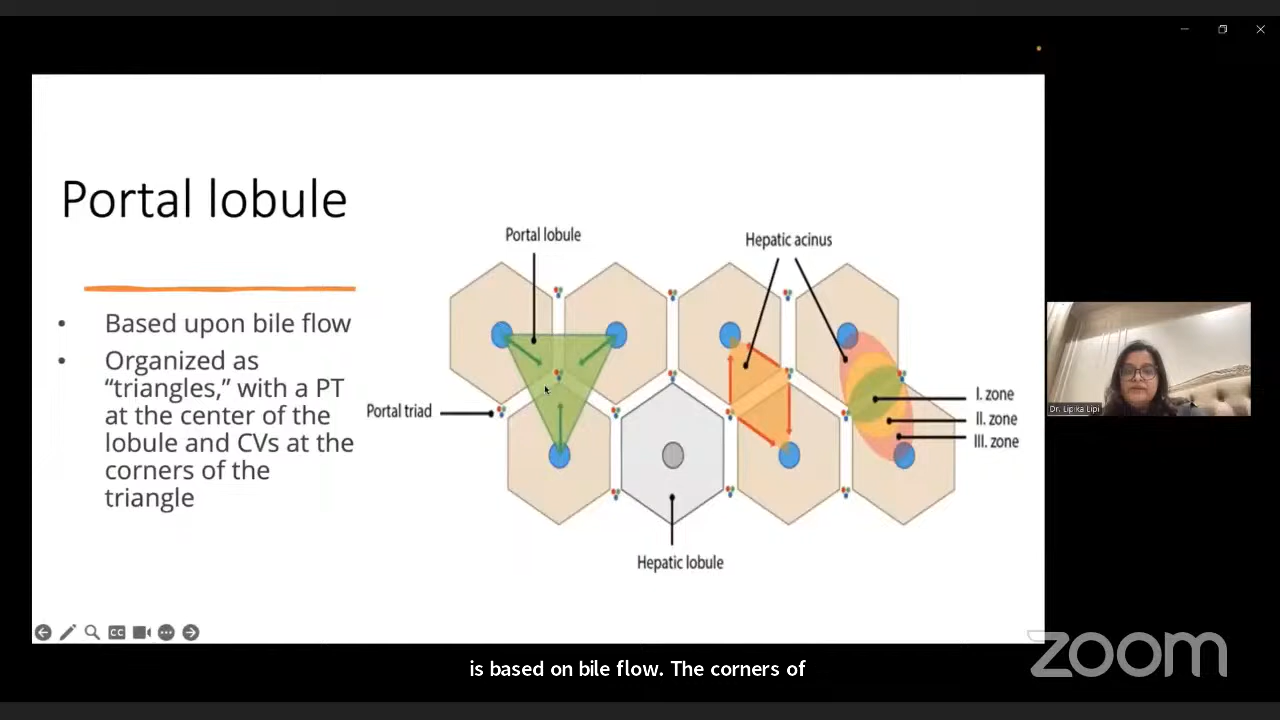 Portal lobule
• Based upon bile flow
• Organized as
“triangles,” with a PT
at the center of the
lobule and CVs at the
corners of the
triangle
Portal lobule
Hepatic acinus
Portal triad
I. zone
II. zone
III. zone
Hepatic lobule
Dr. Lipika Lipi
CC
is based on bile flow. The corners of
zoom